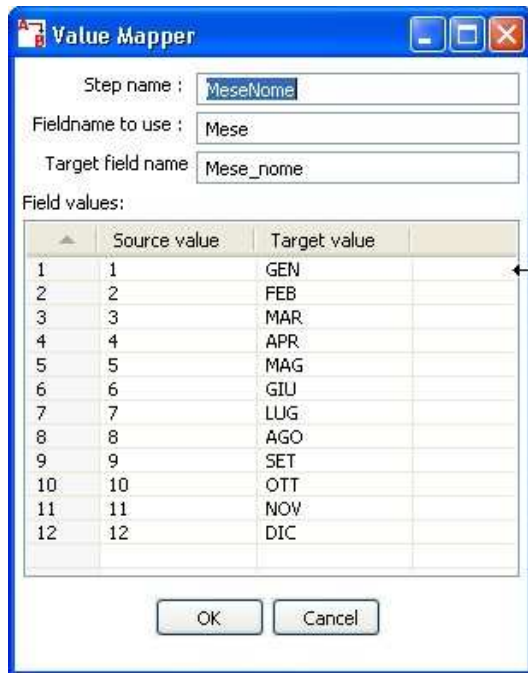 A B Value Mapper
Step name : MeseNome
Fieldname to use : Mese
Target field name Mese_nome
Field values:
Source value Target value
1 1 GEN
2 2 FEB
3 3 MAR
4 4 APR
5 5 MAG
6 6 GIU
7 7 LUG
8 8 AGO
9 9 SET
10 10 OTT
11 11 NOV
12 12 DIC
OK Cancel